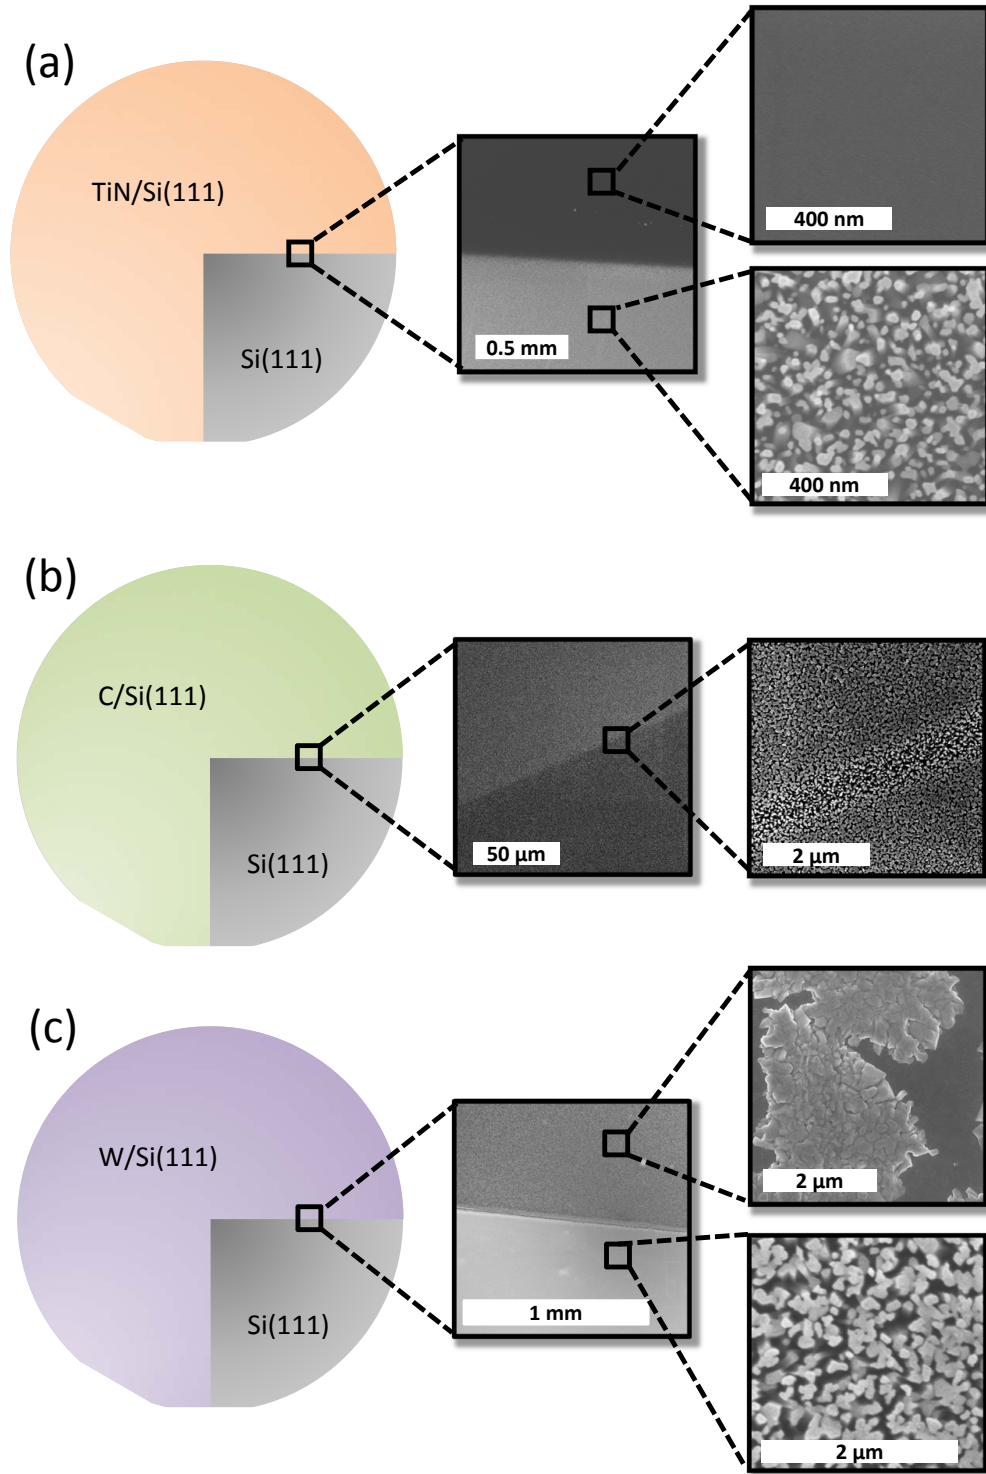 (a)
TiN/Si(111)
Si(111)
0.5 mm
400 nm
400 nm
(b)
C/Si(111)
Si(111)
50 µm
2 µm
(c)
W/Si(111)
Si(111)
1 mm
2 µm
2 µm